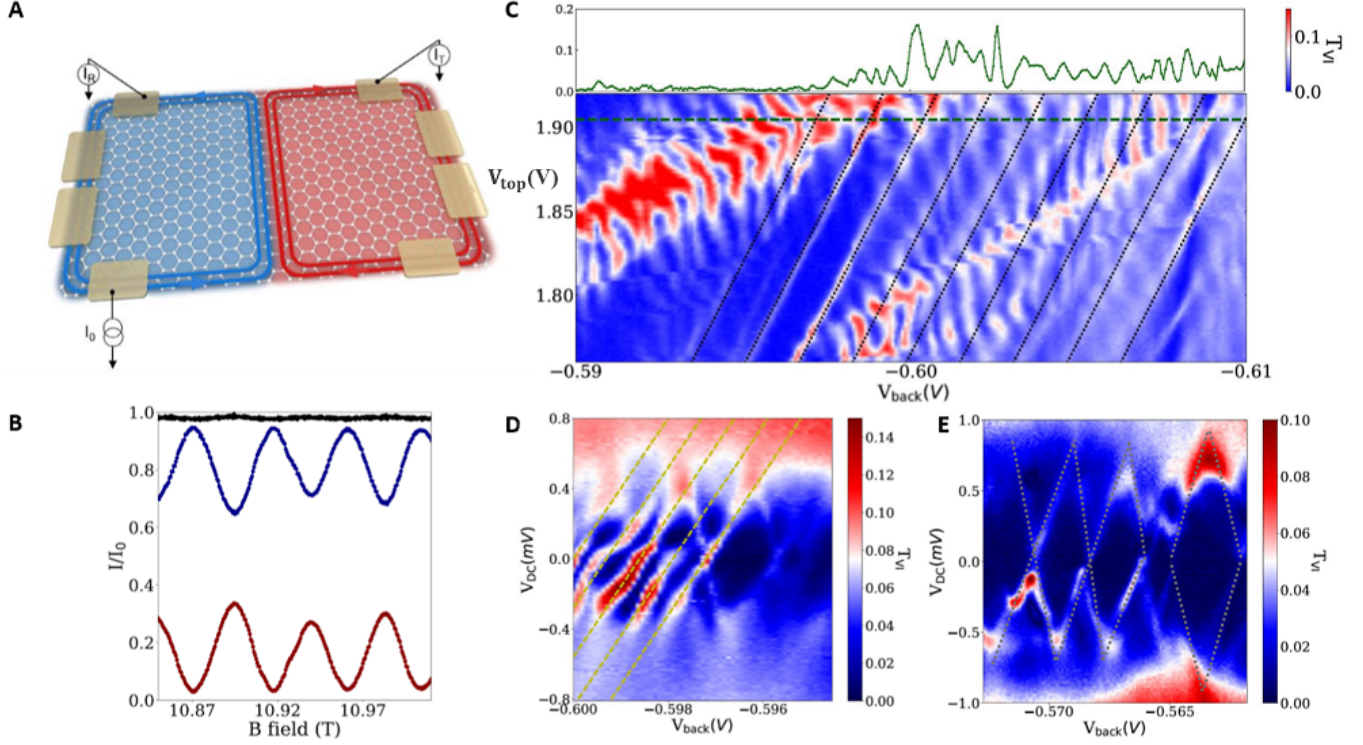 A
I_R
I_T
I_0
B
1.0
0.8
0.6
0.4
0.2
0.0
I/I_0
10.87 10.92 10.97
B field (T)
C
0.2
0.1
0.0
0.1
0.0
T_VI
1.90
1.85
1.80
V_top(V)
−0.59 −0.60 −0.61
V_back(V)
D
0.8
0.4
0.0
−0.4
−0.8
V_DC(mV)
−0.600 −0.598 −0.596
V_back(V)
0.14
0.12
0.10
0.08
0.06
0.04
0.02
0.00
T_VI
E
1.0
0.5
0.0
−0.5
−1.0
V_DC(mV)
−0.570 −0.565
V_back(V)
0.10
0.08
0.06
0.04
0.02
0.00
T_VI